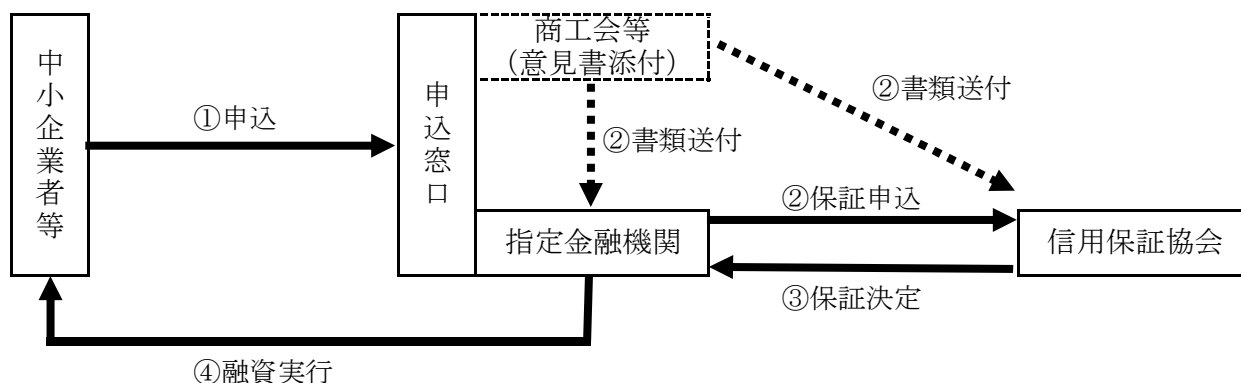 中小企業者等
①申込
申込窓口
商工会等
(意見書添付)
②書類送付
②書類送付
指定金融機関
②保証申込
信用保証協会
③保証決定
④融資実行